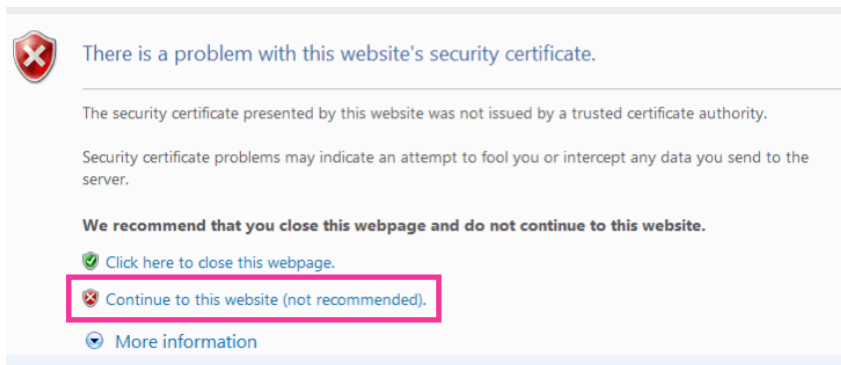 There is a problem with this website's security certificate.
The security certificate presented by this website was not issued by a trusted certificate authority.
Security certificate problems may indicate an attempt to fool you or intercept any data you send to the
server.
We recommend that you close this webpage and do not continue to this website.
Click here to close this webpage.
Continue to this website (not recommended).
More information